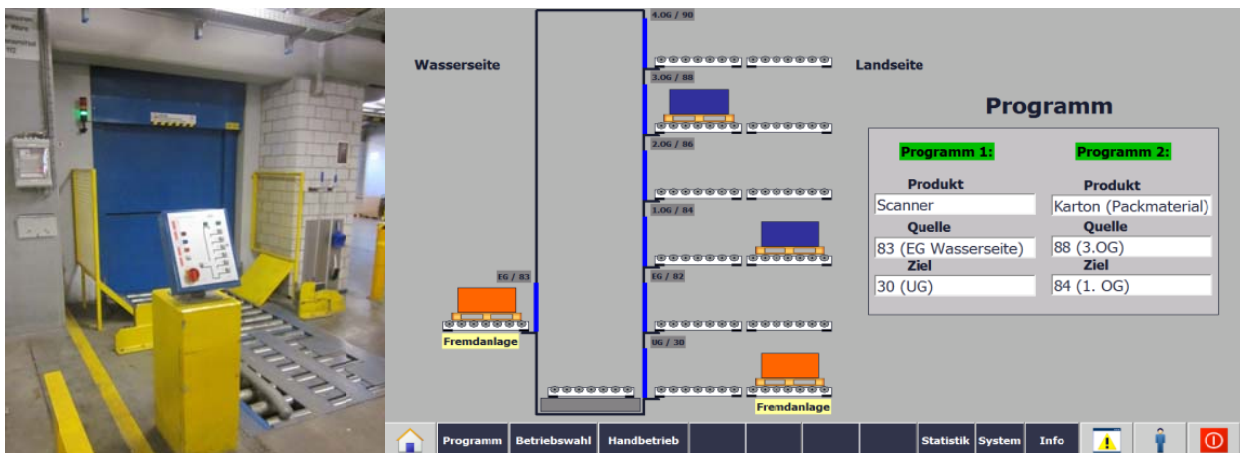 4.OG / 90
Wasserseite
Landseite
3.OG / 88
Programm
2.OG / 86
Programm 1:
Programm 2:
Produkt
Produkt
Scanner
Karton (Packmaterial)
1.OG / 84
Quelle
Quelle
83 (EG Wasserseite)
88 (3.OG)
Ziel
Ziel
EG / 83
EG / 82
30 (UG)
84 (1. OG)
Fremdanlage
UG / 30
Fremdanlage
Programm
Betriebswahl
Handbetrieb
Statistik
System
Info